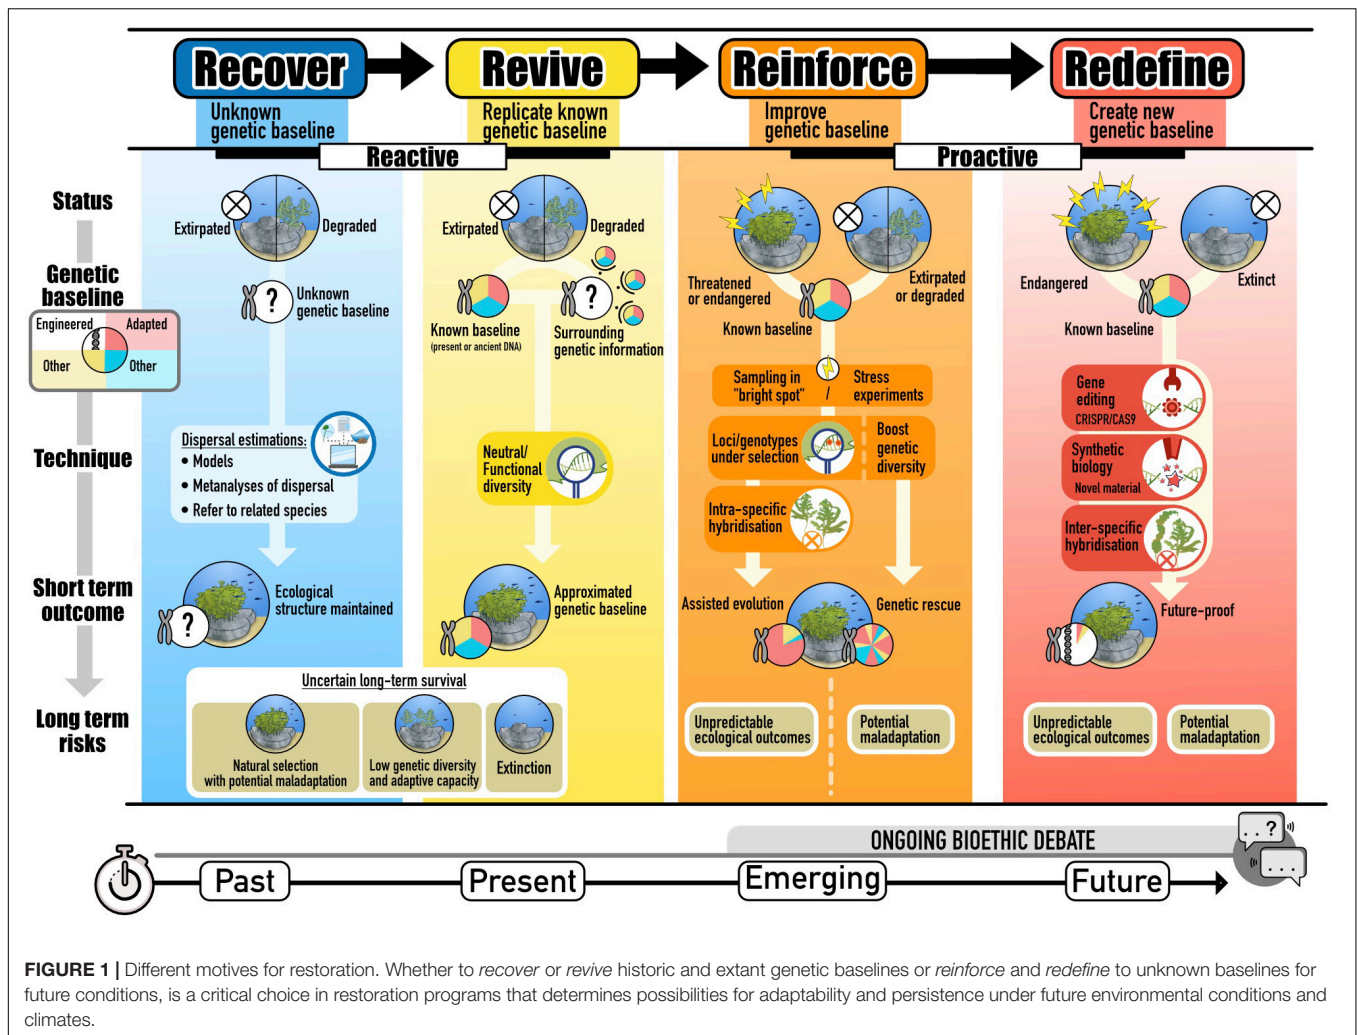 Recover
Revive
Reinforce
Redefine
Unknown
genetic baseline
Replicate known
genetic baseline
Improve
genetic baseline
Create new
genetic baseline
Reactive
Proactive
Status
Extirpated
Degraded
Extirpated
Degraded
Threatened
or endangered
Extirpated
or degraded
Endangered
Extinct
Genetic
baseline
Engineered
Adapted
Other
Other
?
Unknown
genetic baseline
Known baseline
(present or ancient DNA)
?
Surrounding
genetic information
Known baseline
Known baseline
Technique
Dispersal estimations:
• Models
• Metanalyses of dispersal
• Refer to related species
Neutral/
Functional
diversity
Sampling in
"bright spot"
/
Stress
experiments
Loci/genotypes
under selection
Boost
genetic
diversity
Intra-specific
hybridisation
Gene
editing
CRISPR/CAS9
Synthetic
biology
Novel material
Inter-specific
hybridisation
Short term
outcome
?
Ecological
structure maintained
Approximated
genetic baseline
Assisted evolution
Genetic rescue
Future-proof
Long term
risks
Uncertain long-term survival
Natural selection
with potential maladaptation
Low genetic diversity
and adaptive capacity
Extinction
Unpredictable
ecological outcomes
Potential
maladaptation
Unpredictable
ecological outcomes
Potential
maladaptation
ONGOING BIOETHIC DEBATE
..?
...
Past
Present
Emerging
Future
FIGURE 1 | Different motives for restoration. Whether to recover or revive historic and extant genetic baselines or reinforce and redefine to unknown baselines for
future conditions, is a critical choice in restoration programs that determines possibilities for adaptability and persistence under future environmental conditions and
climates.